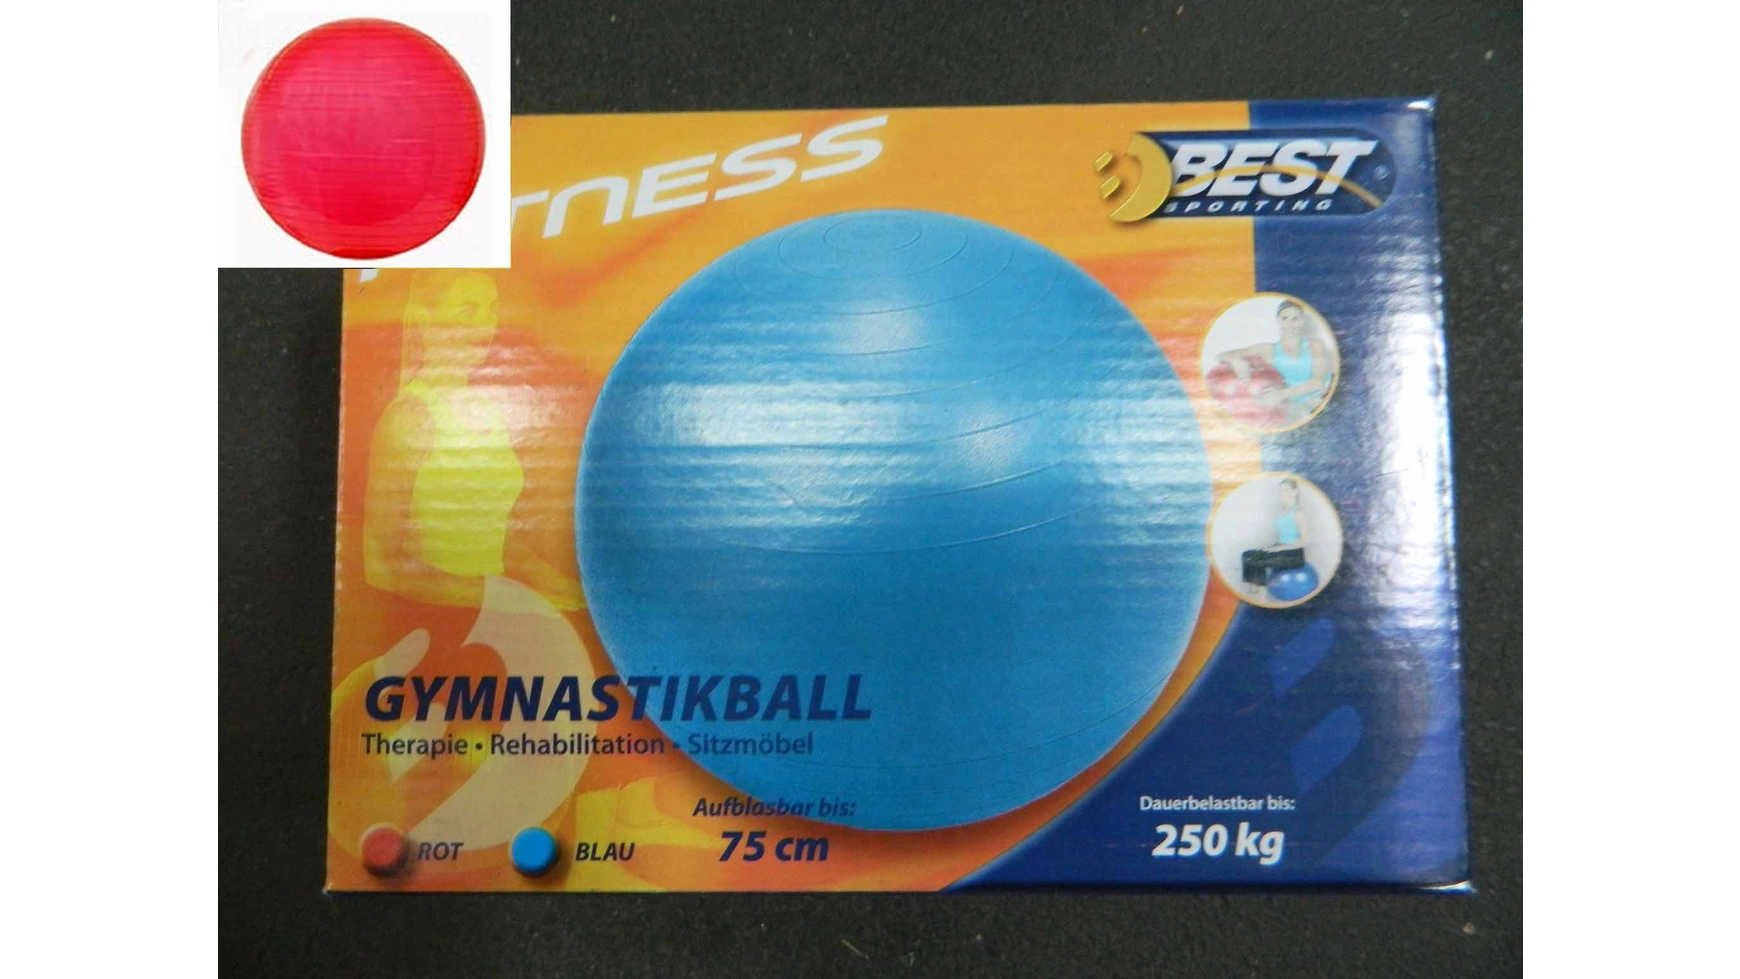 TNESS
BEST
SPORTING
GYMNASTIKBALL
Therapie • Rehabilitation • Sitzmöbel
Aufblasbar bis:
75 cm
ROT
BLAU
Dauerbelastbar bis:
250 kg